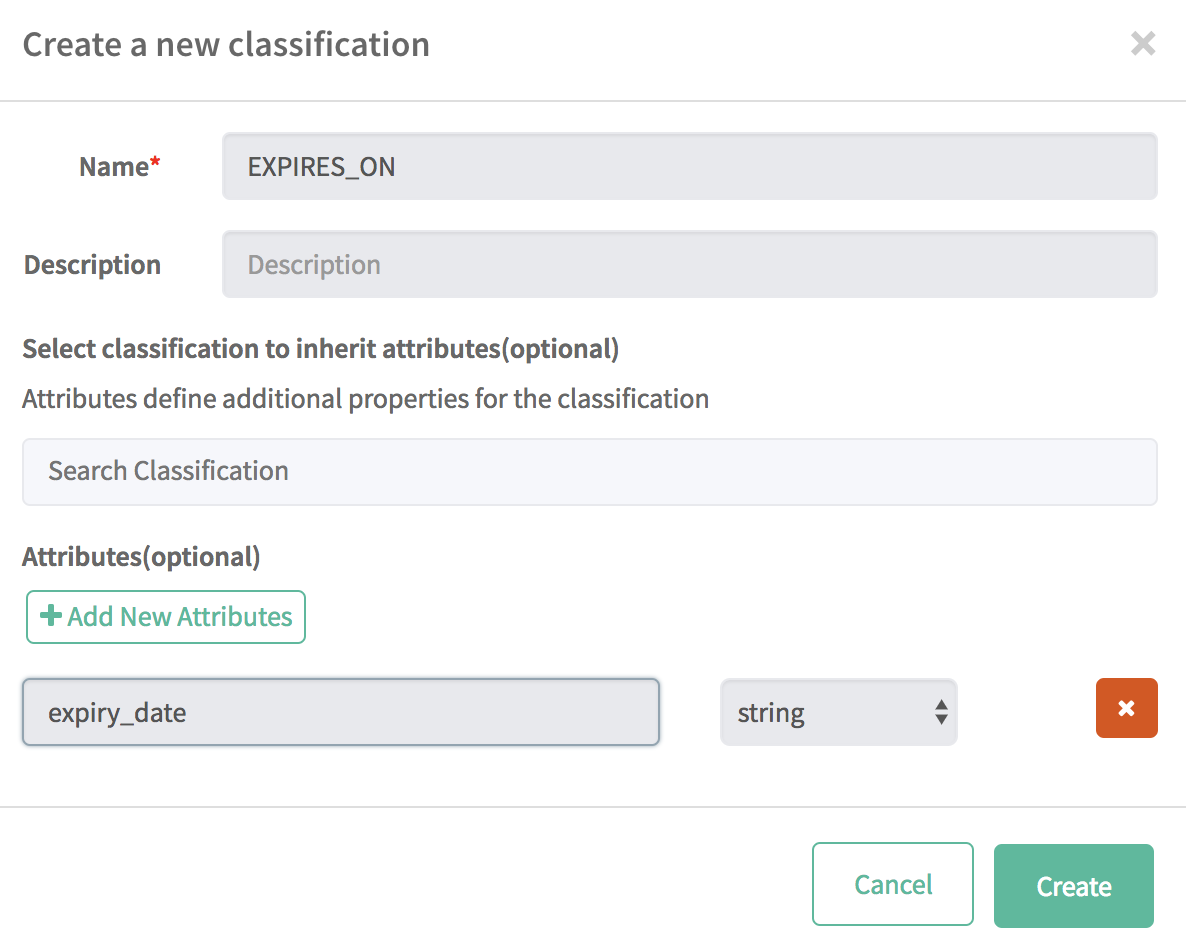 Create a new classification
Name*
EXPIRES_ON
Description
Description
Select classification to inherit attributes(optional)
Attributes define additional properties for the classification
Search Classification
Attributes(optional)
Add New Attributes
expiry_date
string
Cancel
Create